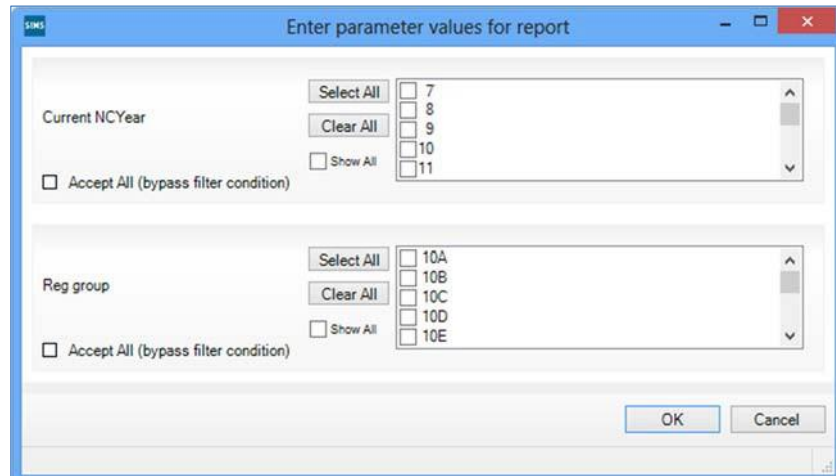 SIMS
Enter parameter values for report
Current NCYear
Select All
Clear All
Show All
7
8
9
10
11
Accept All (bypass filter condition)
Reg group
Select All
Clear All
Show All
10A
10B
10C
10D
10E
Accept All (bypass filter condition)
OK
Cancel